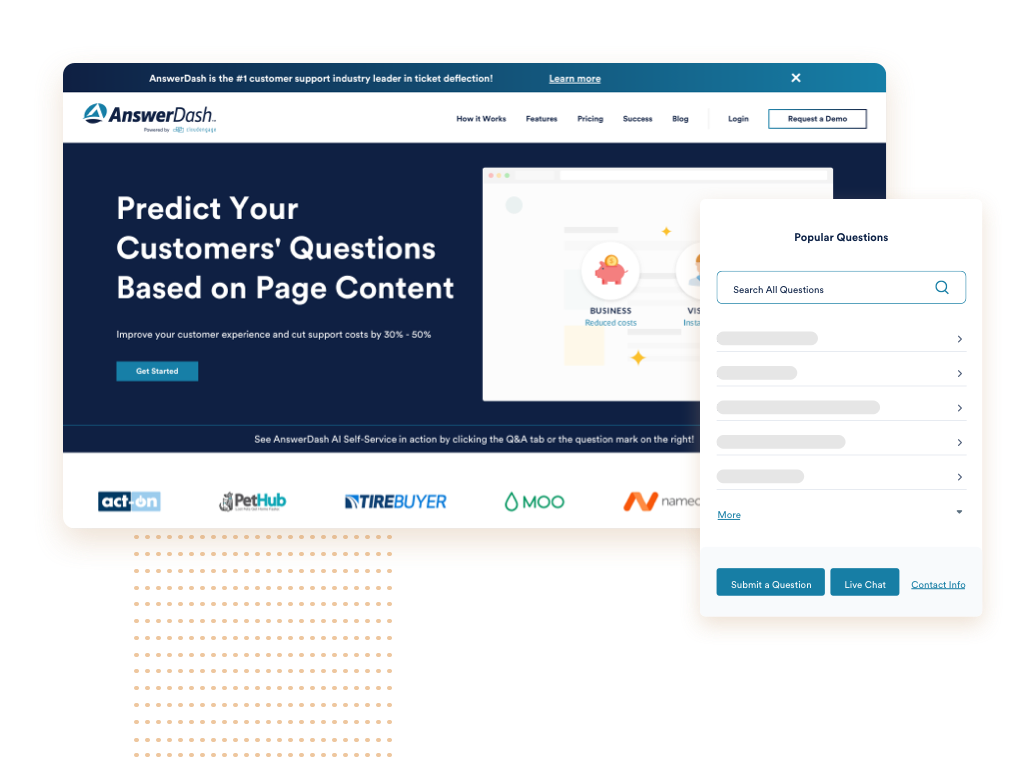 AnswerDash is the #1 customer support industry leader in ticket deflection! Learn more
AnswerDash
Powered by cloudengage
How it Works Features Pricing Success Blog Login Request a Demo
Predict Your
Customers' Questions
Based on Page Content
Improve your customer experience and cut support costs by 30% - 50%
Get Started
BUSINESS
Reduced costs
VIS
Insta
See AnswerDash AI Self-Service in action by clicking the Q&A tab or the question mark on the right!
act-on PetHub TIREBUYER MOO namec
Popular Questions
Search All Questions
More
Submit a Question Live Chat Contact Info